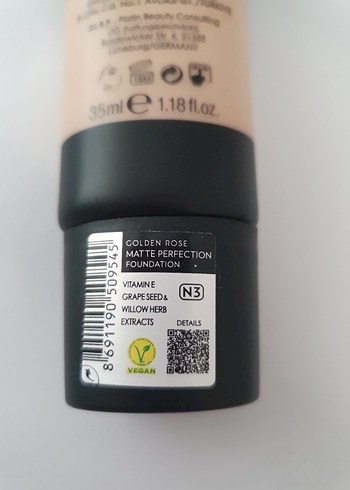 Partin Beauty Consulting
Lüneburg/GERMANY
35ml e 1.18 fl.oz.
GOLDEN ROSE
MATTE PERFECTION
FOUNDATION
VITAMIN E
GRAPE SEED &
WILLOW HERB
EXTRACTS
N3
DETAILS
VEGAN
8 691190 509545